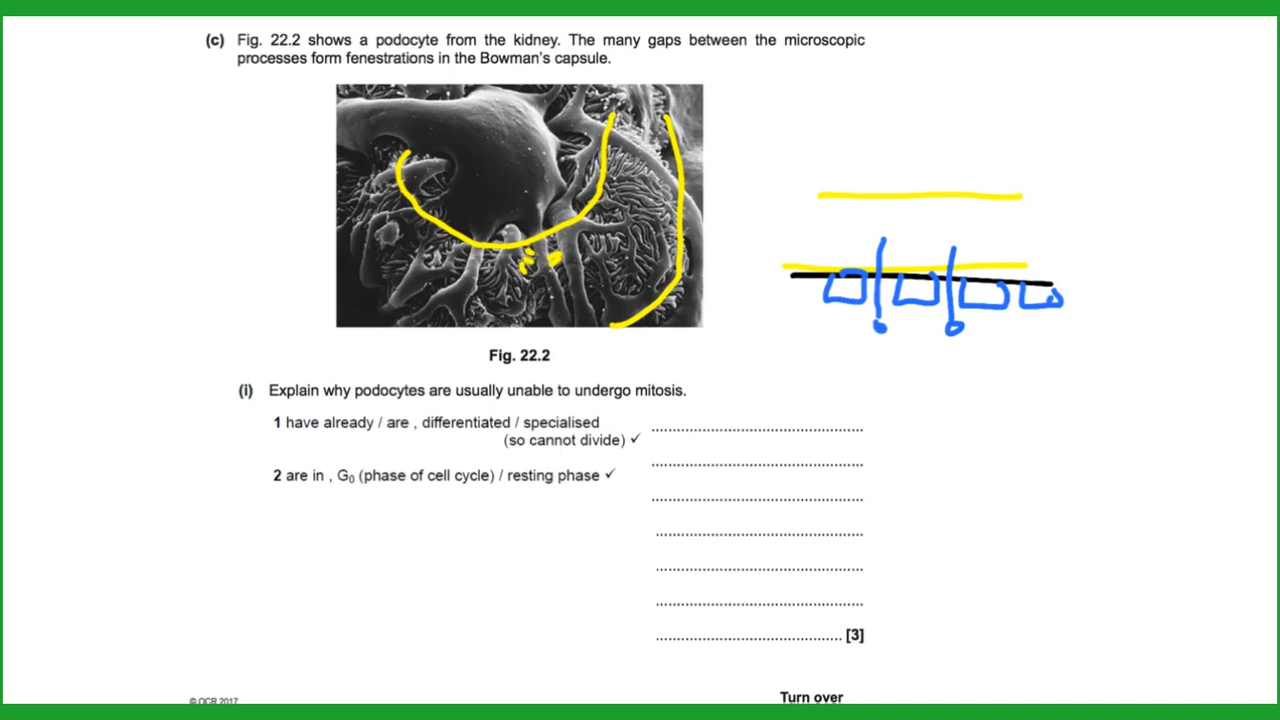 (c) Fig. 22.2 shows a podocyte from the kidney. The many gaps between the microscopic
processes form fenestrations in the Bowman's capsule.
Fig. 22.2
(i) Explain why podocytes are usually unable to undergo mitosis.
1 have already / are , differentiated / specialised
(so cannot divide) ✓
2 are in , G₀ (phase of cell cycle) / resting phase ✓
[3]
© OCR 2017
Turn over